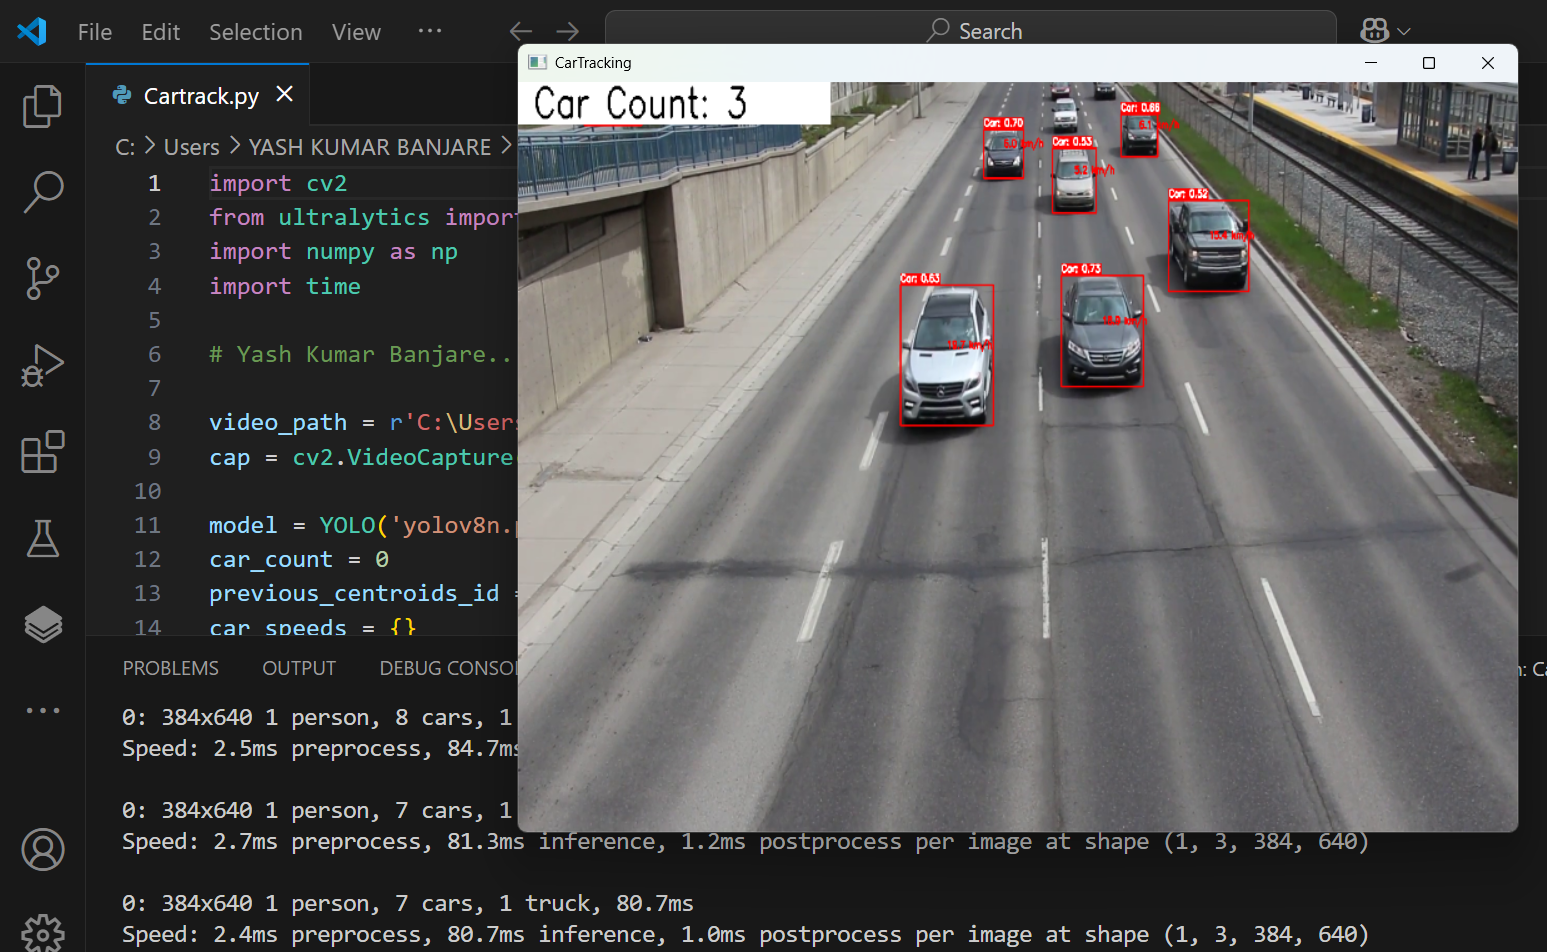 File Edit Selection View ···
Search
Cartrack.py
C: > Users > YASH KUMAR BANJARE >
1 import cv2
2 from ultralytics import
3 import numpy as np
4 import time
5
6 # Yash Kumar Banjare..
7
8 video_path = r'C:\Users
9 cap = cv2.VideoCapture
10
11 model = YOLO('yolov8n.p
12 car_count = 0
13 previous_centroids_id =
14 car_speeds = {}
CarTracking
Car Count: 3
Car: 0.66
Car: 0.70
Car: 0.53
Car: 0.52
Car: 0.73
Car: 0.63
PROBLEMS OUTPUT DEBUG CONSOL
0: 384x640 1 person, 8 cars, 1
Speed: 2.5ms preprocess, 84.7ms
0: 384x640 1 person, 7 cars, 1
Speed: 2.7ms preprocess, 81.3ms inference, 1.2ms postprocess per image at shape (1, 3, 384, 640)
0: 384x640 1 person, 7 cars, 1 truck, 80.7ms
Speed: 2.4ms preprocess, 80.7ms inference, 1.0ms postprocess per image at shape (1, 3, 384, 640)